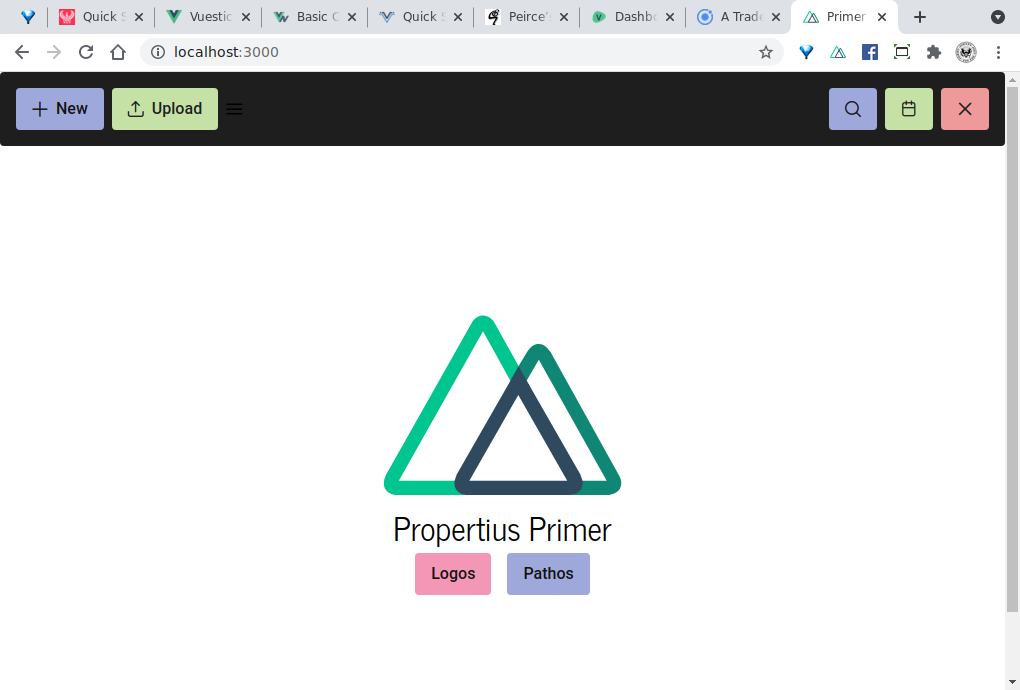 Quick S
Vuestic
Basic C
Quick S
Peirce's
Dashbo
A Trade
Primer
localhost:3000
New
Upload
Propertius Primer
Logos
Pathos